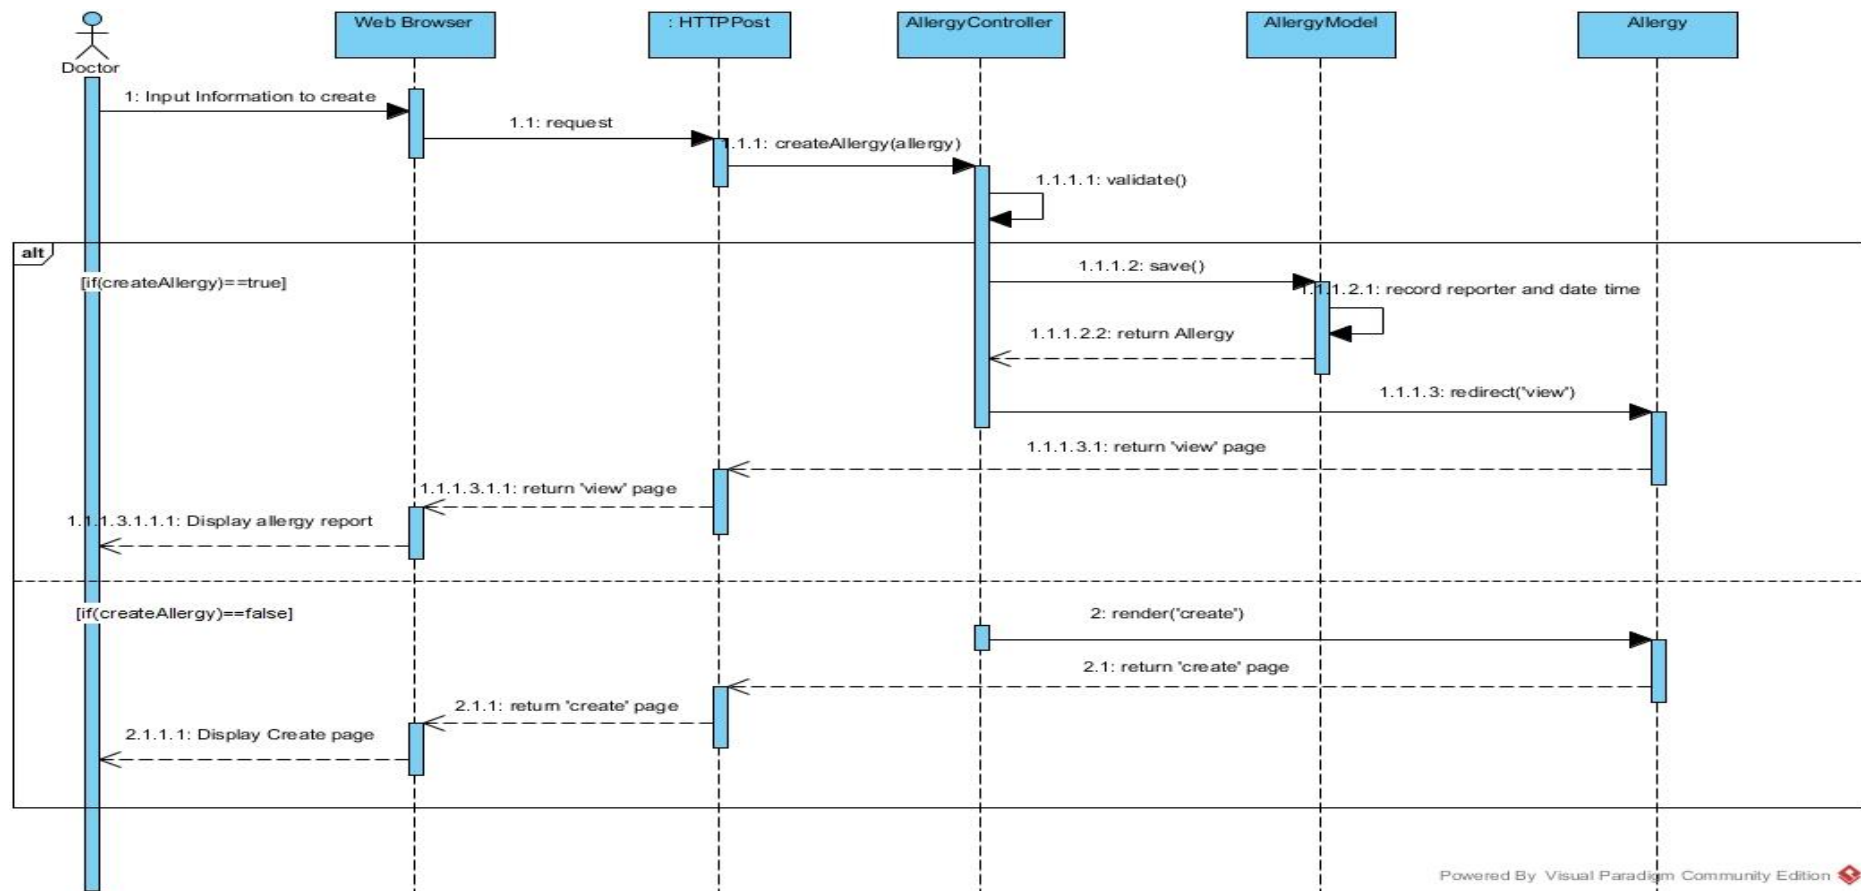 Web Browser
: HTTPPost
AllergyController
AllergyModel
Allergy
Doctor
1: Input Information to create
1.1: request
1.1.1: createAllergy(allergy)
1.1.1.1: validate()
alt
[if(createAllergy)==true]
1.1.1.2: save()
1.1.1.2.1: record reporter and date time
1.1.1.2.2: return Allergy
1.1.1.3: redirect('view')
1.1.1.3.1: return 'view' page
1.1.1.3.1.1: return 'view' page
1.1.1.3.1.1.1: Display allergy report
[if(createAllergy)==false]
2: render('create')
2.1: return 'create' page
2.1.1: return 'create' page
2.1.1.1: Display Create page
Powered By Visual Paradigm Community Edition